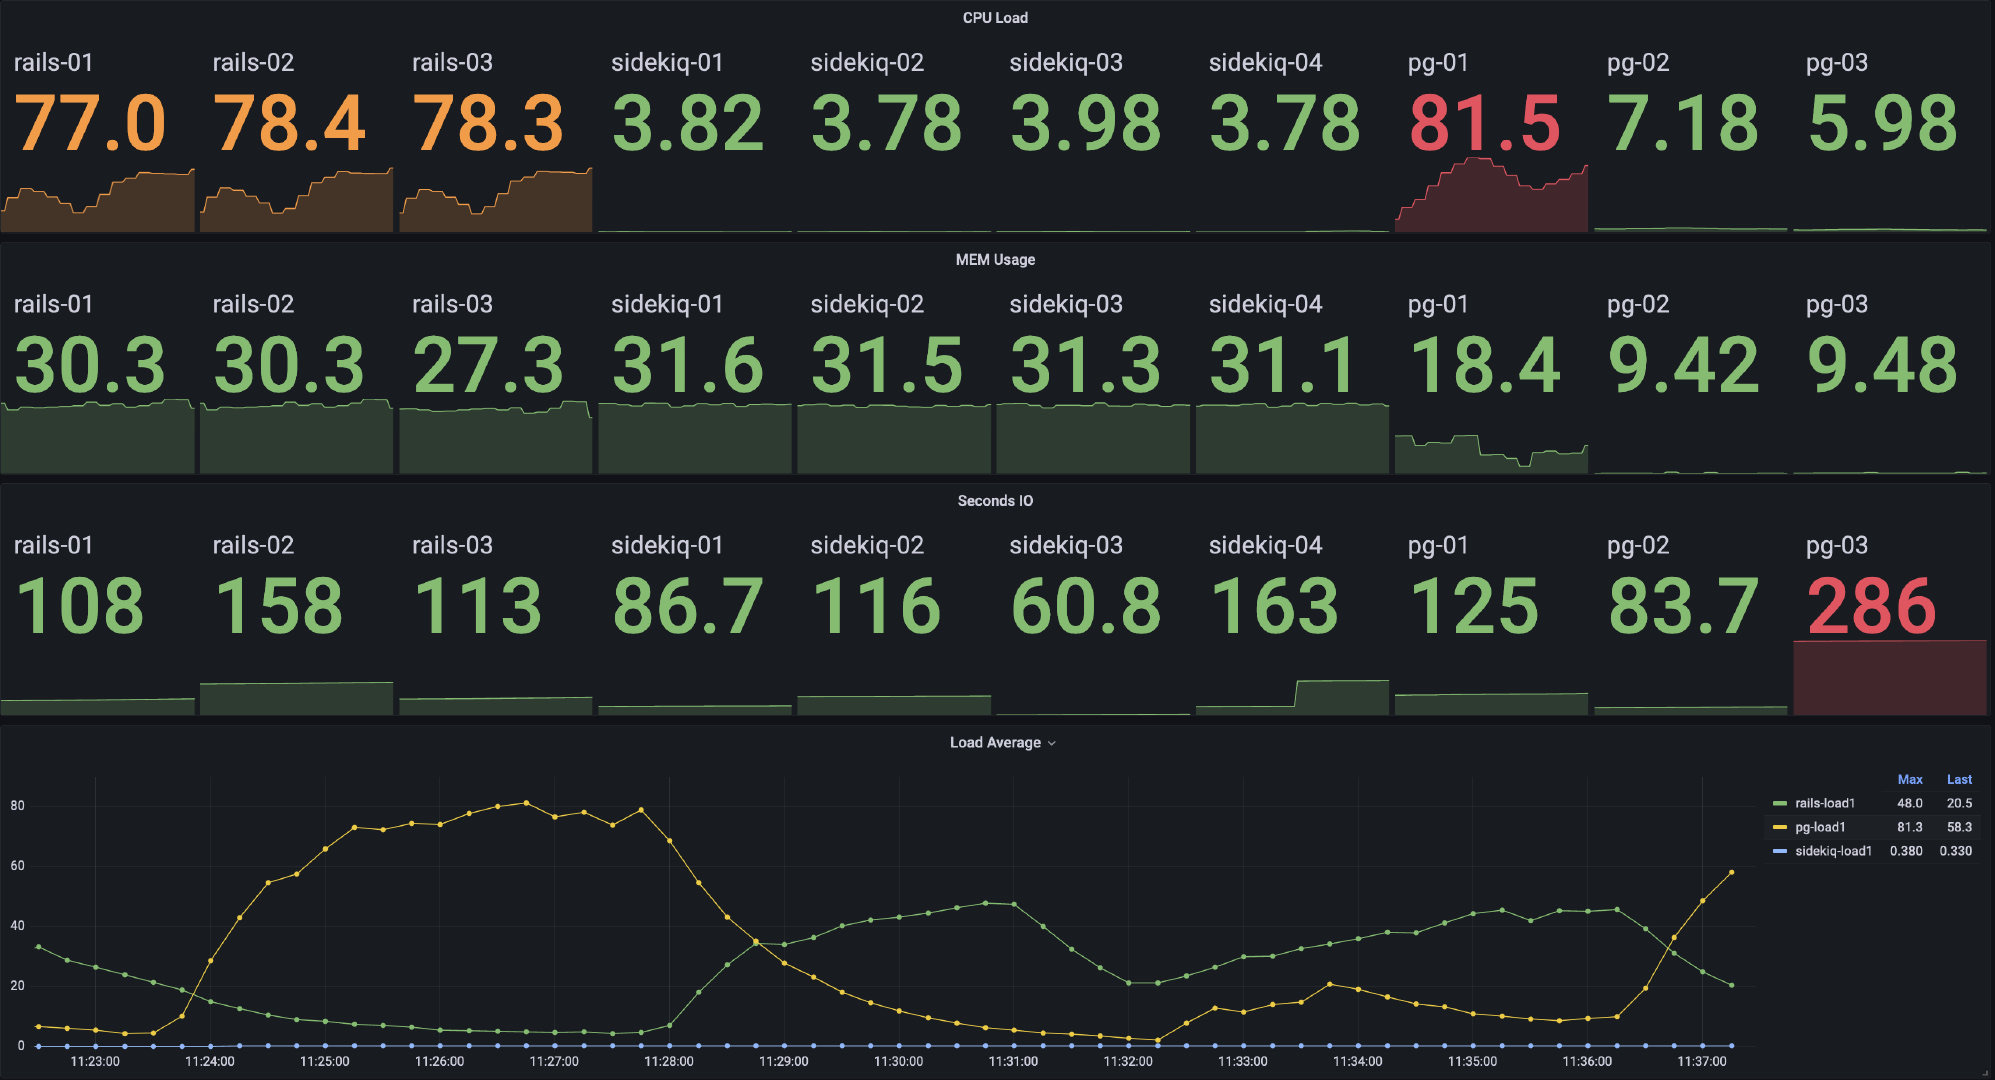 CPU Load
rails-01 rails-02 rails-03 sidekiq-01 sidekiq-02 sidekiq-03 sidekiq-04 pg-01 pg-02 pg-03
77.0 78.4 78.3 3.82 3.78 3.98 3.78 81.5 7.18 5.98
MEM Usage
rails-01 rails-02 rails-03 sidekiq-01 sidekiq-02 sidekiq-03 sidekiq-04 pg-01 pg-02 pg-03
30.3 30.3 27.3 31.6 31.5 31.3 31.1 18.4 9.42 9.48
Seconds IO
rails-01 rails-02 rails-03 sidekiq-01 sidekiq-02 sidekiq-03 sidekiq-04 pg-01 pg-02 pg-03
108 158 113 86.7 116 60.8 163 125 83.7 286
Load Average
Max Last
rails-load1 48.0 20.5
pg-load1 81.3 58.3
sidekiq-load1 0.380 0.330
80
60
40
20
0
11:23:00 11:24:00 11:25:00 11:26:00 11:27:00 11:28:00 11:29:00 11:30:00 11:31:00 11:32:00 11:33:00 11:34:00 11:35:00 11:36:00 11:37:00